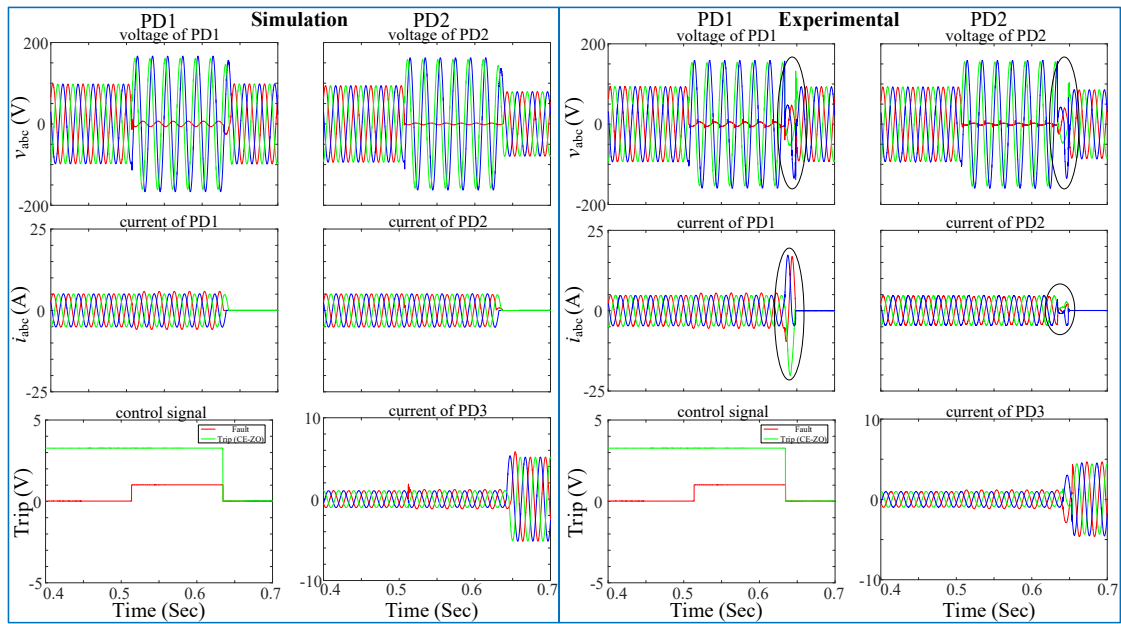 PD1 Simulation PD2
voltage of PD1
voltage of PD2
200
0
-200
vabc (V)
current of PD1
current of PD2
25
0
-25
iabc (A)
control signal
current of PD3
5
0
-5
Trip (V)
Fault
Trip (CE-ZO)
10
0
-10
0.4 0.5 0.6 0.7
Time (Sec)
0.4 0.5 0.6 0.7
Time (Sec)
PD1 Experimental PD2
voltage of PD1
voltage of PD2
200
0
-200
vabc (V)
current of PD1
current of PD2
25
0
-25
iabc (A)
control signal
current of PD3
5
0
-5
Trip (V)
Fault
Trip (CE-ZO)
10
0
-10
0.4 0.5 0.6 0.7
Time (Sec)
0.4 0.5 0.6 0.7
Time (Sec)